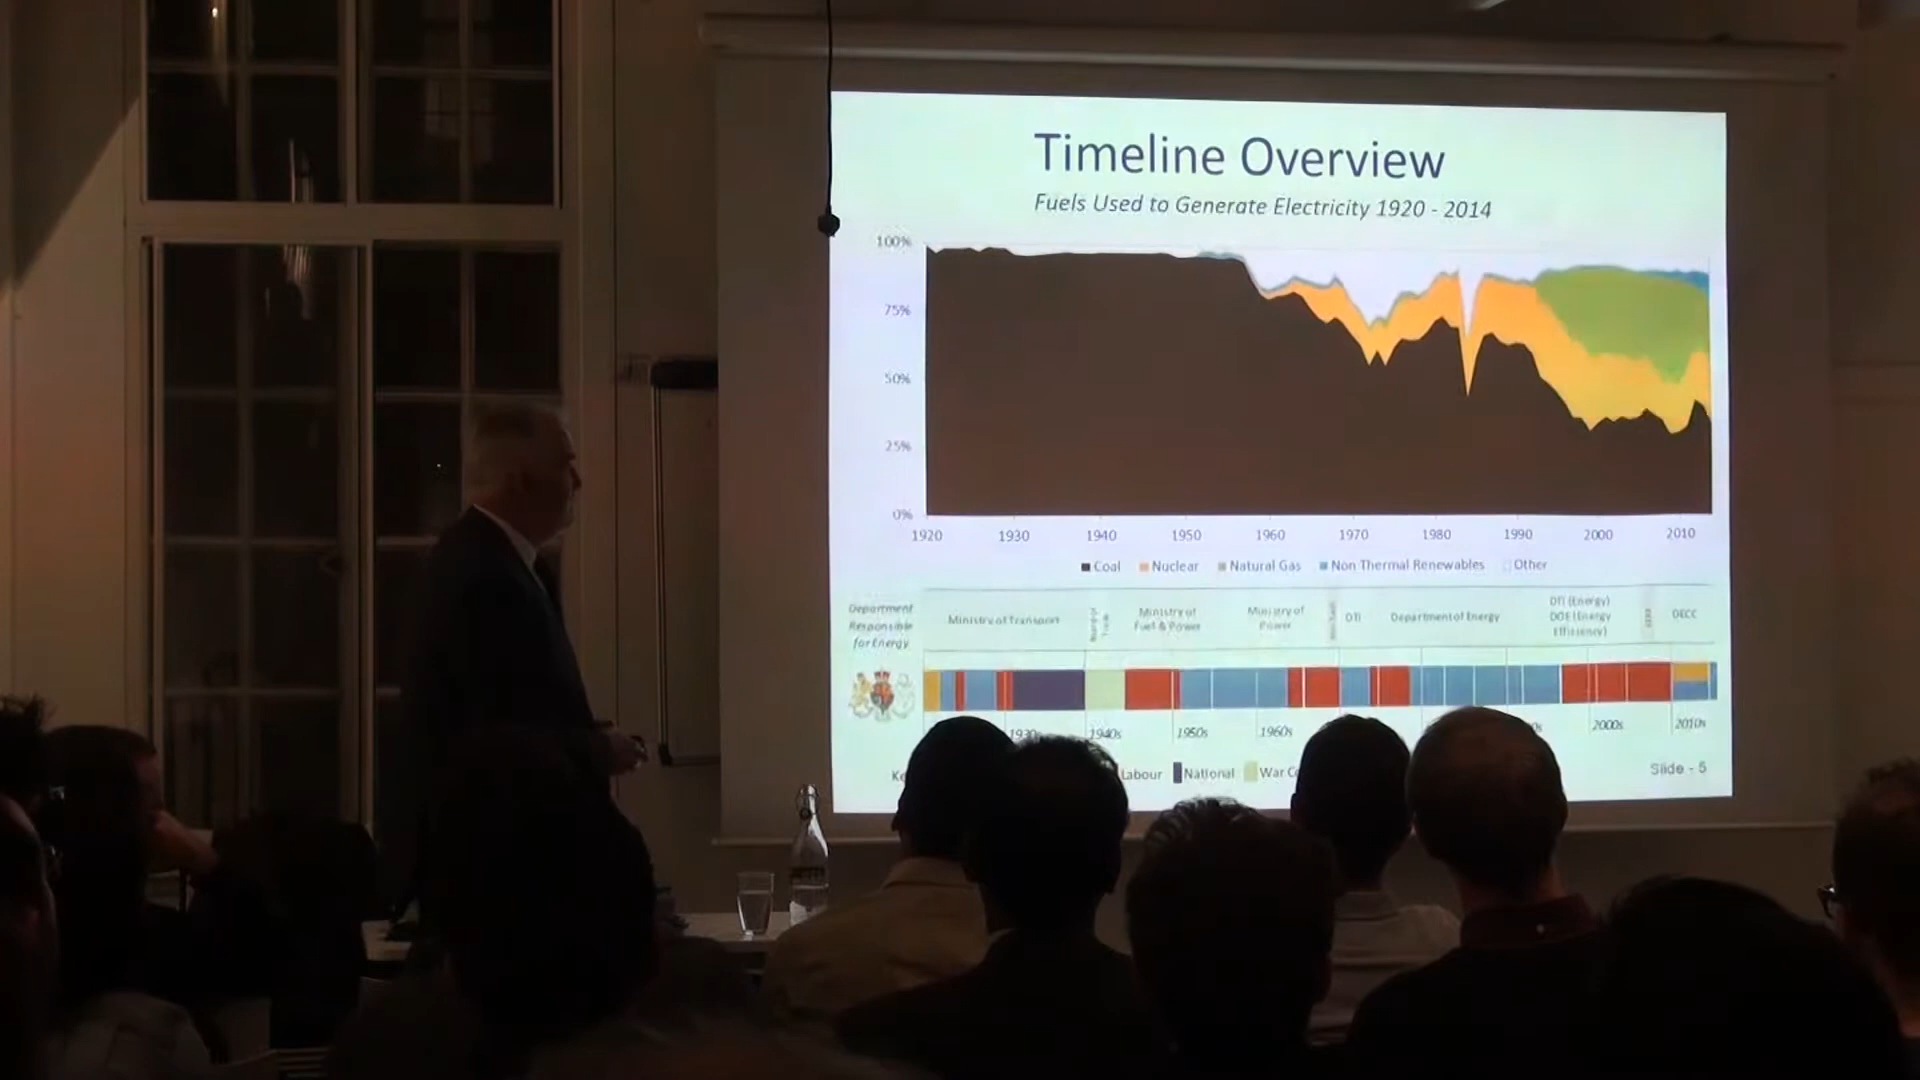 Timeline Overview
Fuels Used to Generate Electricity 1920 - 2014
100%
75%
50%
25%
0%
1920 1930 1940 1950 1960 1970 1980 1990 2000 2010
Coal Nuclear Natural Gas Non Thermal Renewables Other
Department
Responsible
for Energy
Ministry of Transport
Ministry of
Fuel & Power
Ministry of
Power
DTI
Department of Energy
DTI (Energy)
DOE (Energy
Efficiency)
DECC
1930s 1940s 1950s 1960s 2000s 2010s
Labour National War
Slide - 5